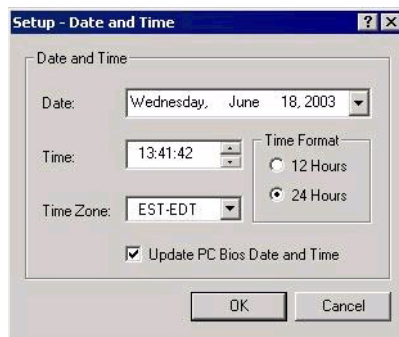 Setup - Date and Time
Date and Time
Date: Wednesday, June 18, 2003
Time: 13:41:42
Time Format
12 Hours
24 Hours
Time Zone: EST-EDT
Update PC Bios Date and Time
OK Cancel